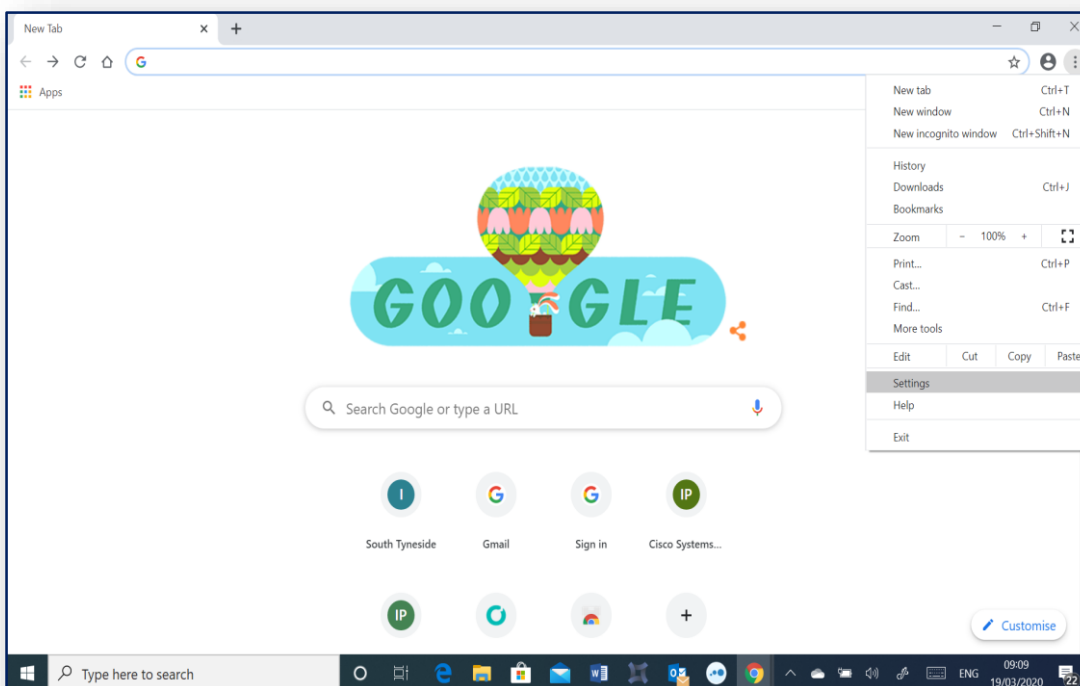 New Tab
Apps
New tab Ctrl+T
New window Ctrl+N
New incognito window Ctrl+Shift+N
History
Downloads Ctrl+J
Bookmarks
Zoom - 100% +
Print... Ctrl+P
Cast...
Find... Ctrl+F
More tools
Edit Cut Copy Paste
Settings
Help
Exit
GOOGLE
Search Google or type a URL
I G G IP
South Tyneside Gmail Sign in Cisco Systems...
IP +
Customise
Type here to search
ENG 09:09
19/03/2020 22